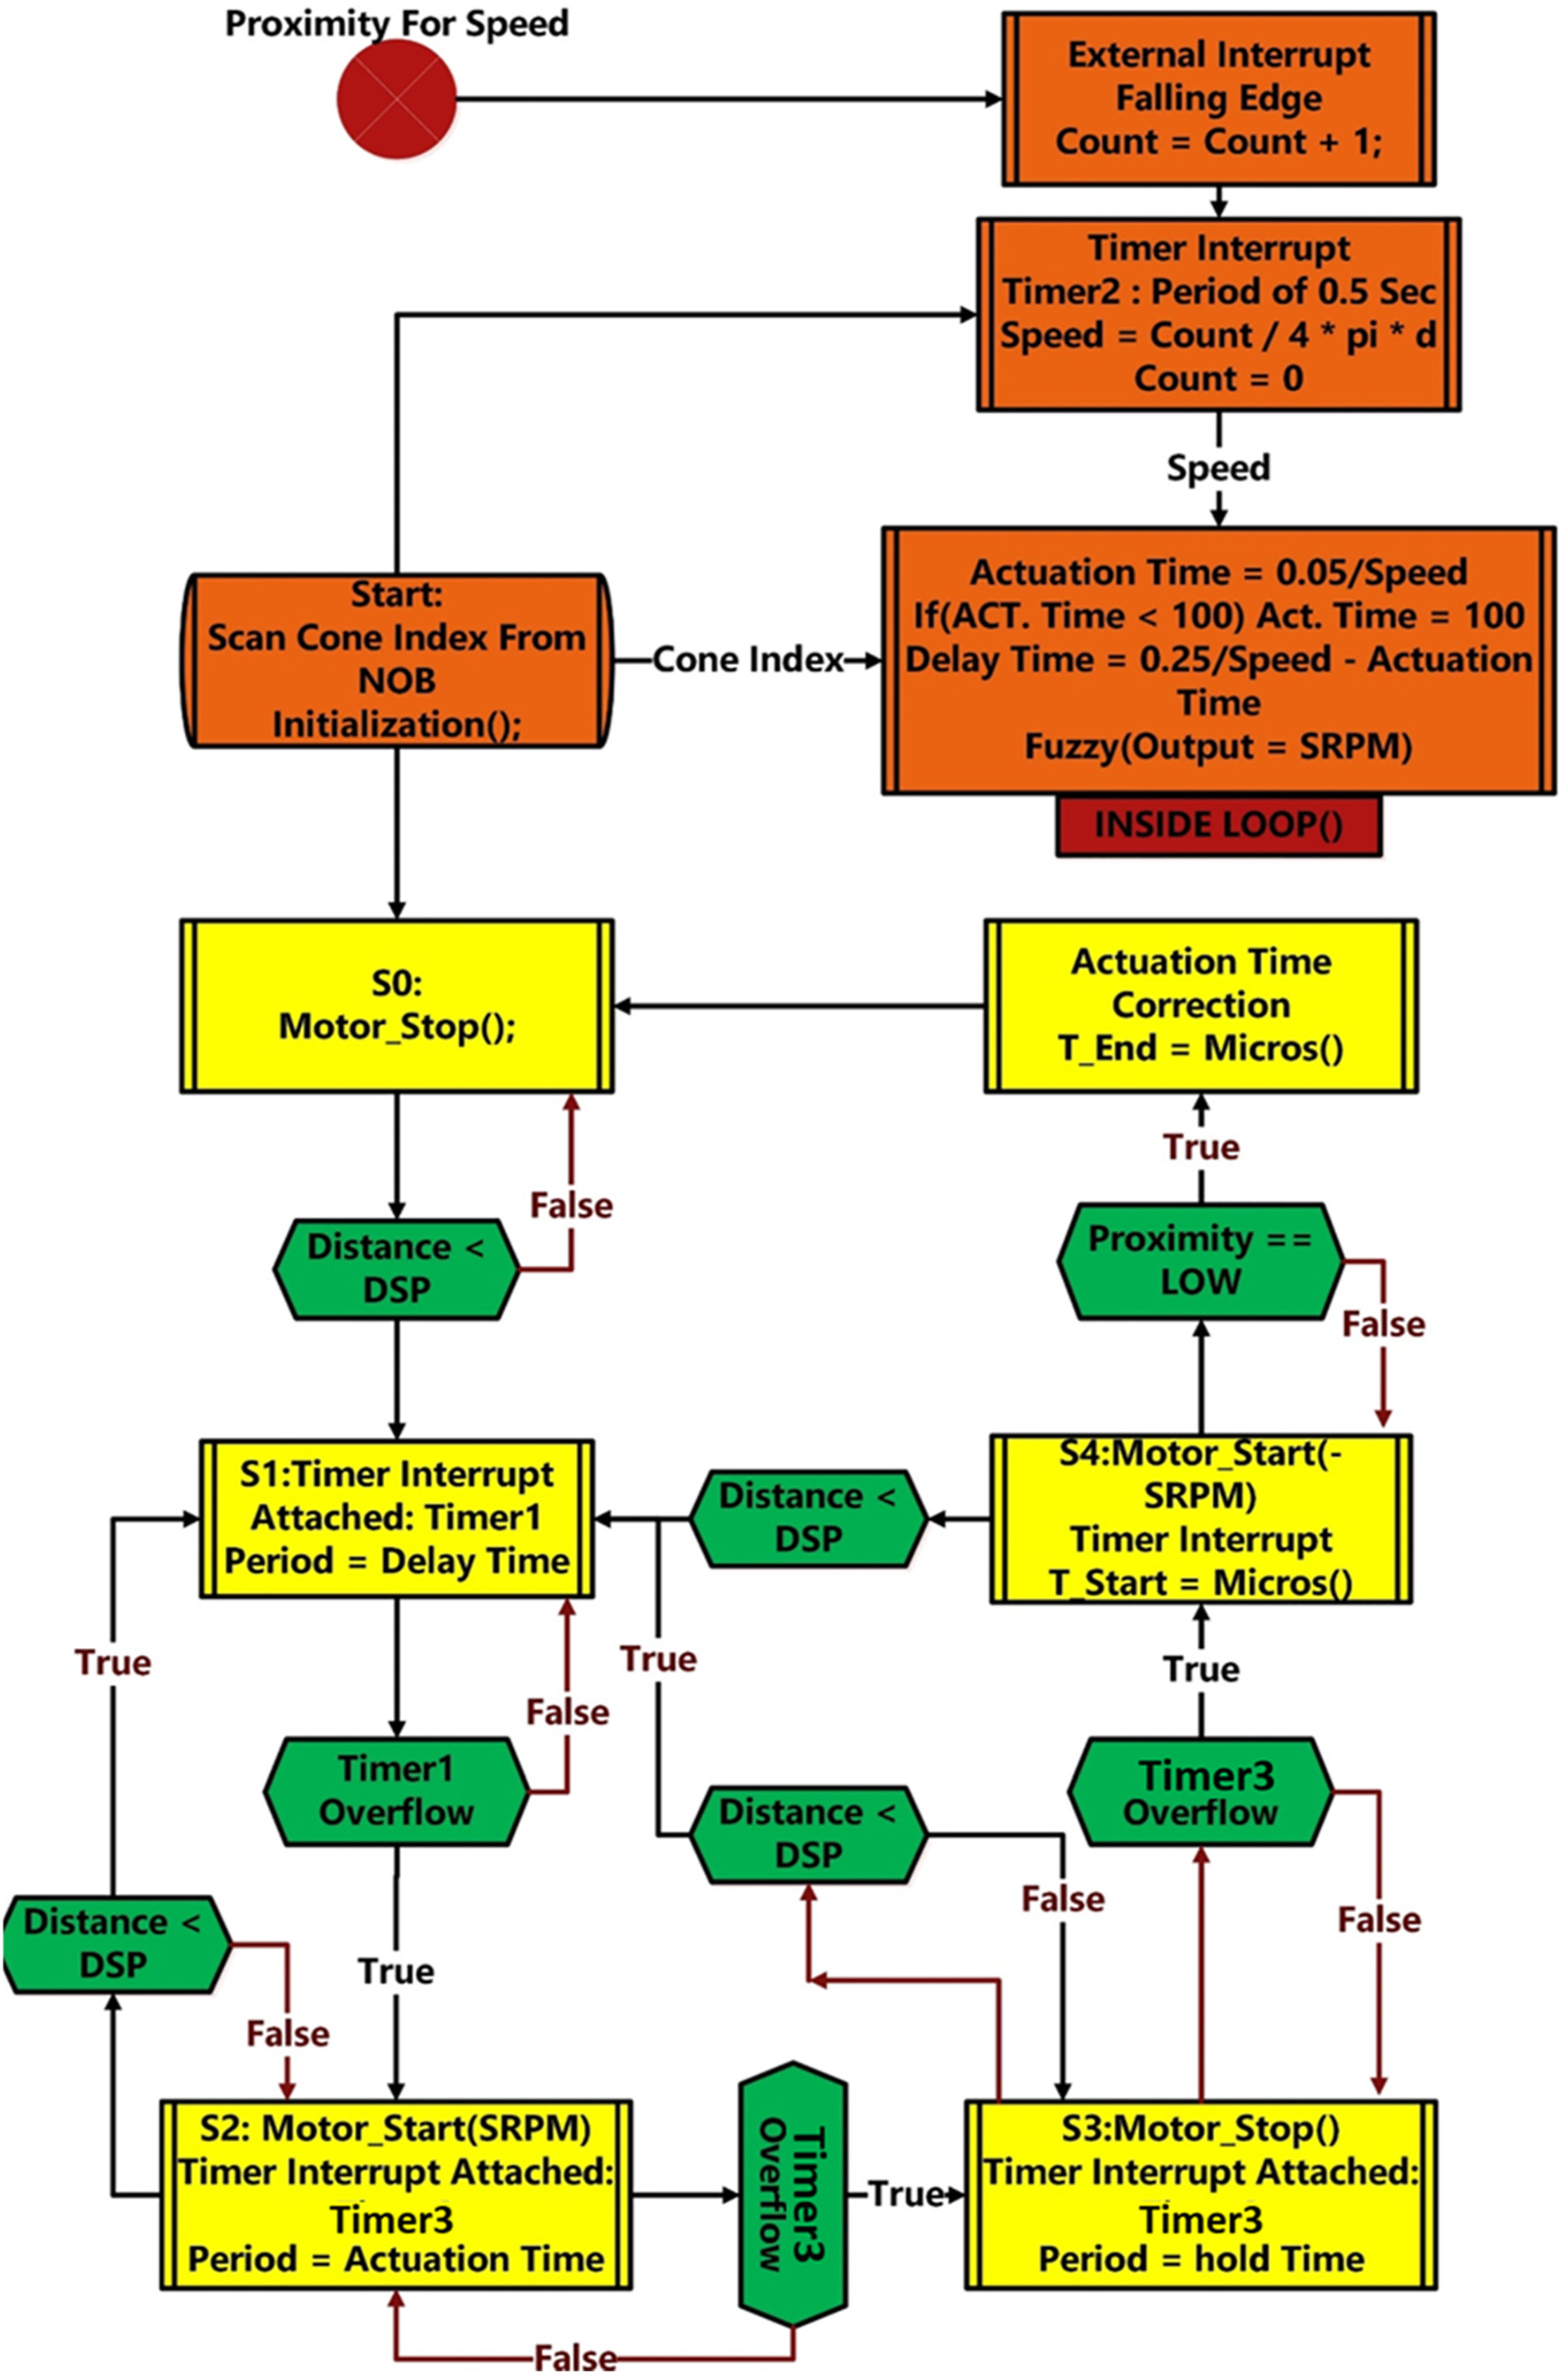 Proximity For Speed
External Interrupt
Falling Edge
Count = Count + 1;
Timer Interrupt
Timer2 : Period of 0.5 Sec
Speed = Count / 4 * pi * d
Count = 0
Speed
Start:
Scan Cone Index From
NOB
Initialization();
Cone Index
Actuation Time = 0.05/Speed
If(ACT. Time < 100) Act. Time = 100
Delay Time = 0.25/Speed - Actuation
Time
Fuzzy(Output = SRPM)
INSIDE LOOP()
S0:
Motor_Stop();
Actuation Time
Correction
T_End = Micros()
True
False
Distance <
DSP
Proximity ==
LOW
False
S1:Timer Interrupt
Attached: Timer1
Period = Delay Time
Distance <
DSP
S4:Motor_Start(-
SRPM)
Timer Interrupt
T_Start = Micros()
True
True
True
False
Timer1
Overflow
Distance <
DSP
Timer3
Overflow
False
False
Distance <
DSP
True
False
S2: Motor_Start(SRPM)
Timer Interrupt Attached:
Timer3
Period = Actuation Time
Timer3
Overflow
True
S3:Motor_Stop()
Timer Interrupt Attached:
Timer3
Period = hold Time
False